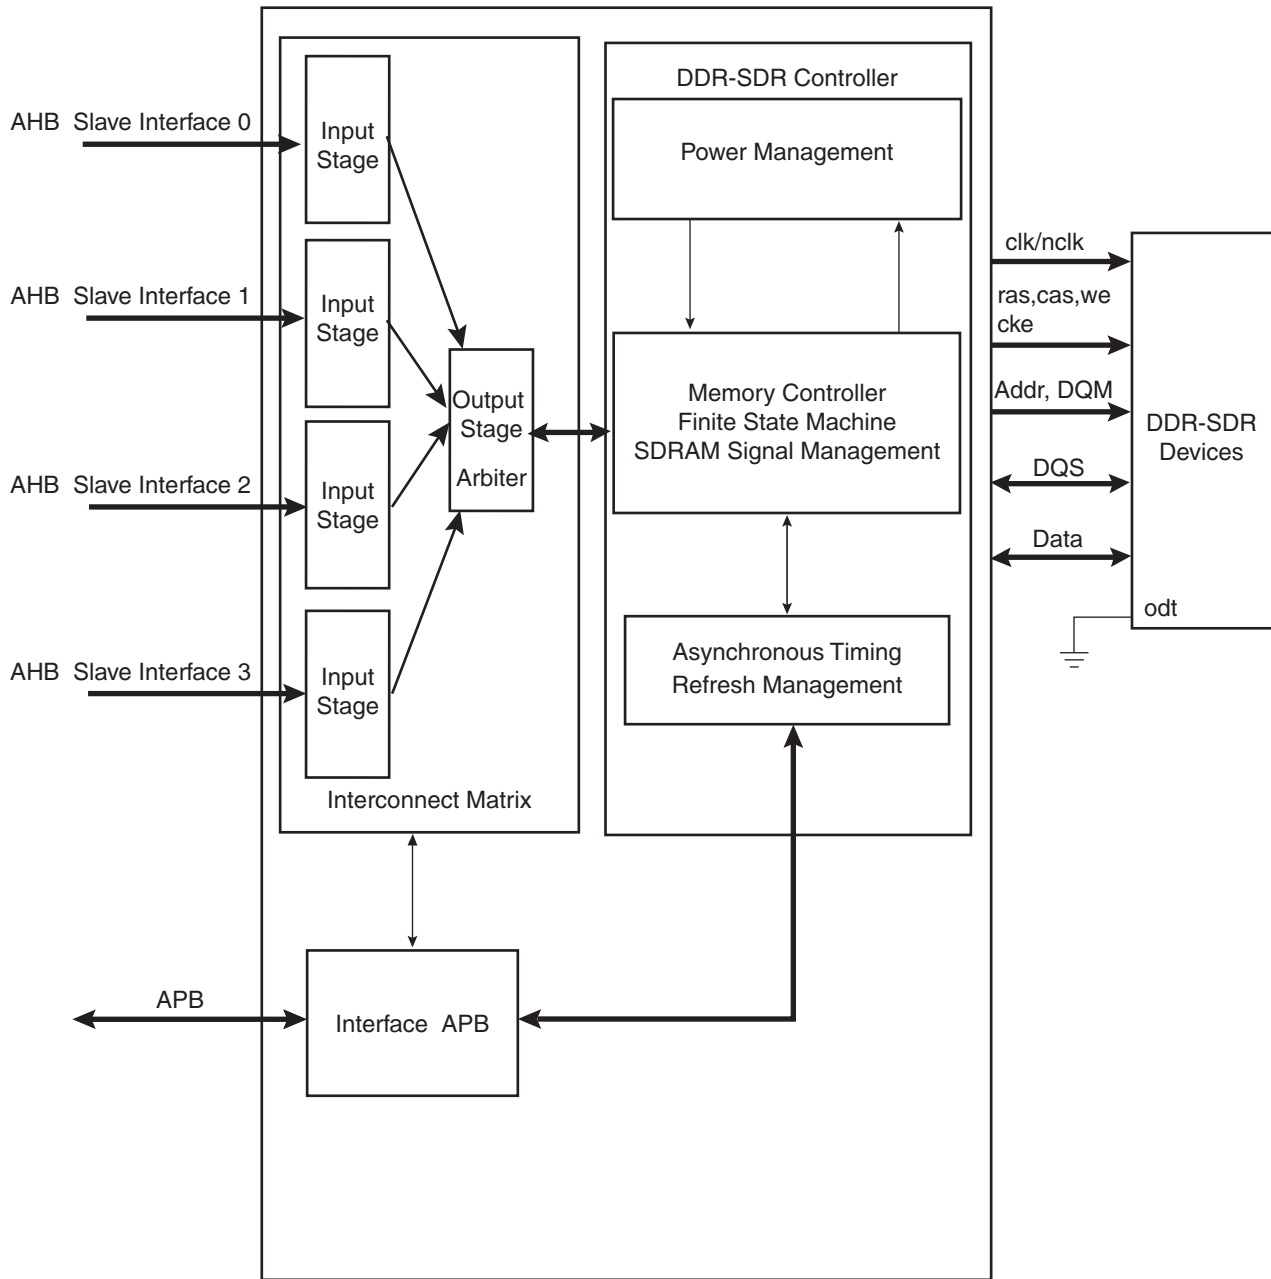 AHB Slave Interface 0
Input
Stage
AHB Slave Interface 1
Input
Stage
AHB Slave Interface 2
Input
Stage
AHB Slave Interface 3
Input
Stage
Output
Stage
Arbiter
Interconnect Matrix
DDR-SDR Controller
Power Management
Memory Controller
Finite State Machine
SDRAM Signal Management
Asynchronous Timing
Refresh Management
clk/nclk
ras,cas,we
cke
Addr, DQM
DQS
Data
odt
DDR-SDR
Devices
APB
Interface APB